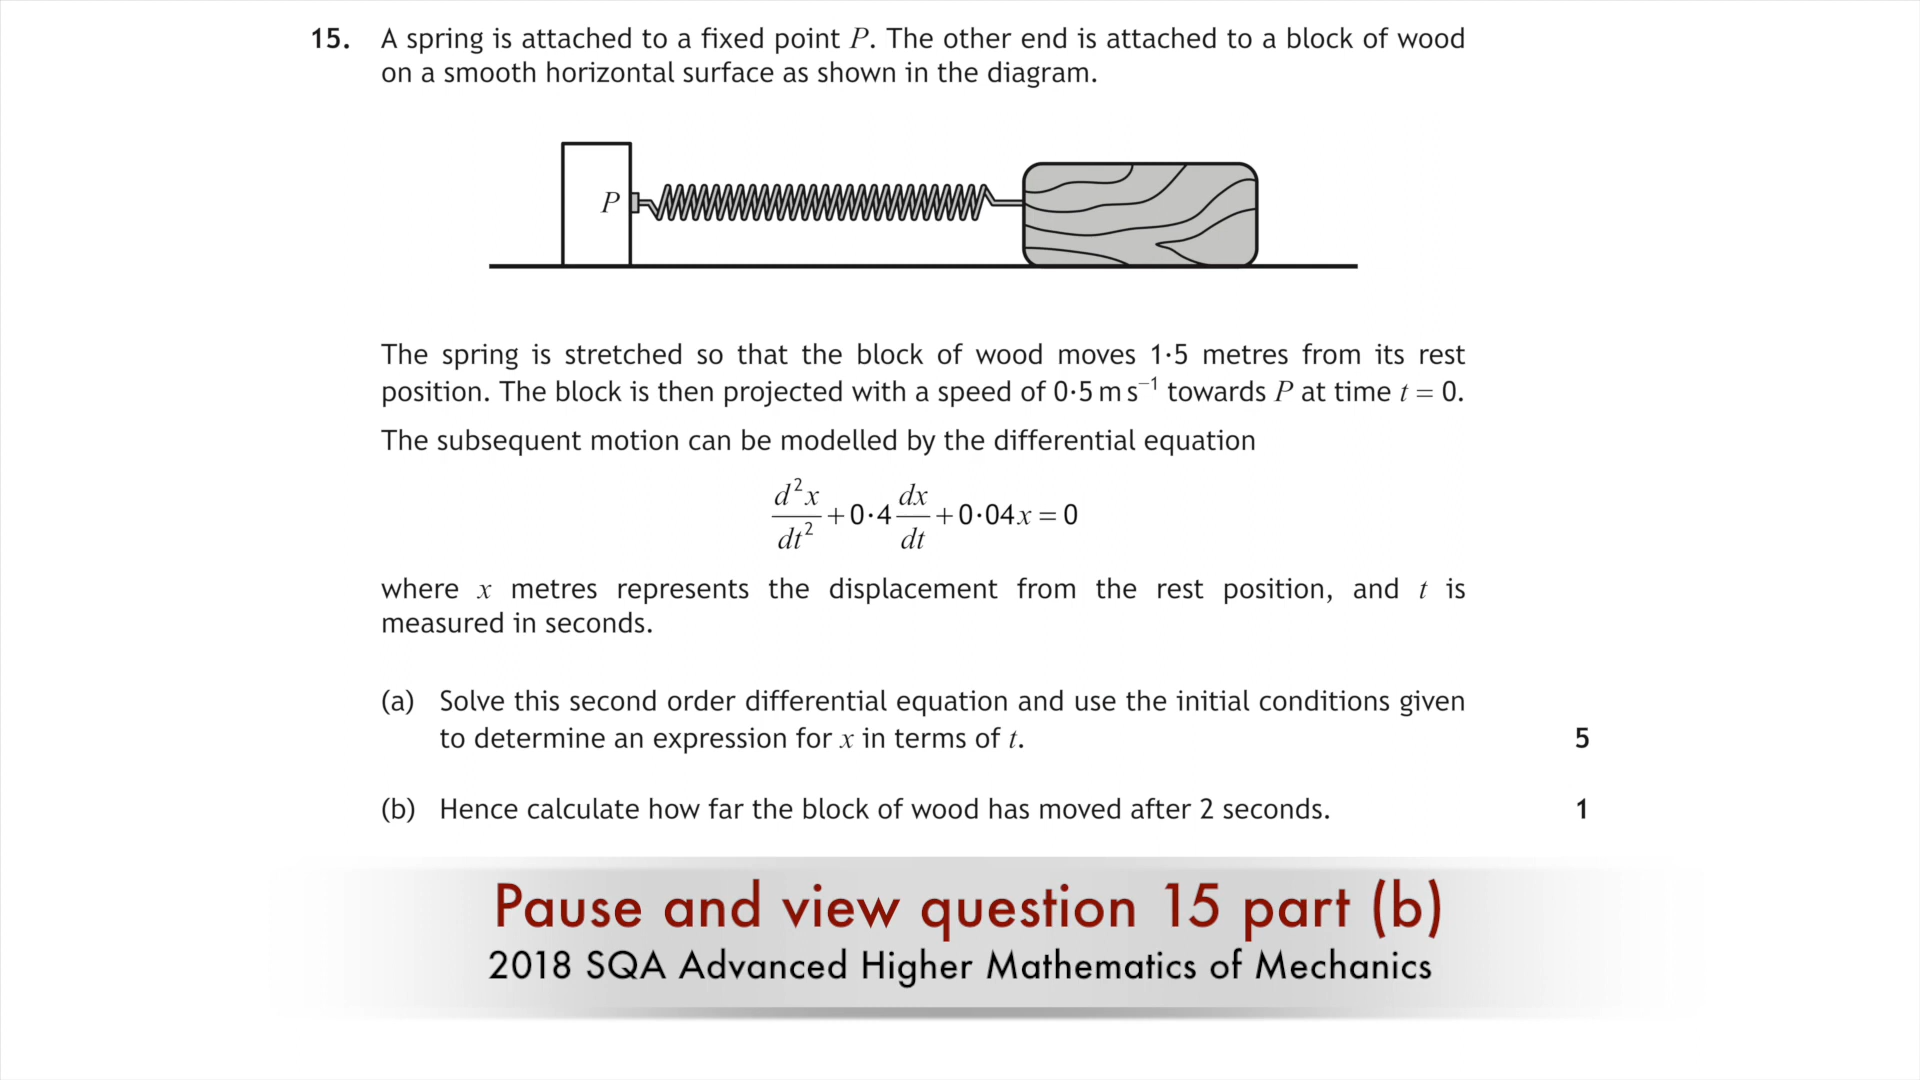 15. A spring is attached to a fixed point P. The other end is attached to a block of wood
on a smooth horizontal surface as shown in the diagram.
P
The spring is stretched so that the block of wood moves 1·5 metres from its rest
position. The block is then projected with a speed of 0·5 m s⁻¹ towards P at time t = 0.
The subsequent motion can be modelled by the differential equation
d²x/dt² + 0·4 dx/dt + 0·04x = 0
where x metres represents the displacement from the rest position, and t is
measured in seconds.
(a) Solve this second order differential equation and use the initial conditions given
to determine an expression for x in terms of t. 5
(b) Hence calculate how far the block of wood has moved after 2 seconds. 1
Pause and view question 15 part (b)
2018 SQA Advanced Higher Mathematics of Mechanics